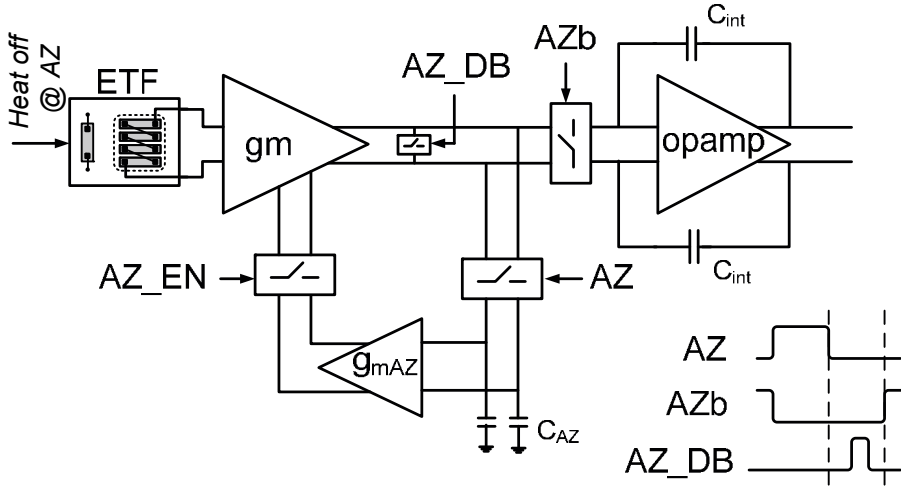 Heat off
@ AZ
ETF
gm
AZ_DB
AZb
Cint
opamp
Cint
AZ_EN
AZ
gmAZ
CAZ
AZ
AZb
AZ_DB